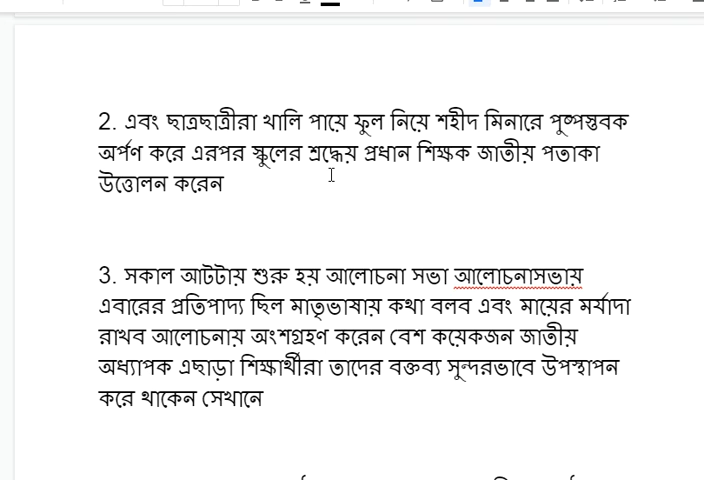 2. এবং ছাত্রছাত্রীরা খালি পায়ে ফুল নিয়ে শহীদ মিনারে পুষ্পস্তবক
অর্পণ করে এরপর স্কুলের শ্রদ্ধেয় প্রধান শিক্ষক জাতীয় পতাকা
উত্তোলন করেন
3. সকাল আটটায় শুরু হয় আলোচনা সভা আলোচনাসভায়
এবারের প্রতিপাদ্য ছিল মাতৃভাষায় কথা বলব এবং মায়ের মর্যাদা
রাখব আলোচনায় অংশগ্রহণ করেন বেশ কয়েকজন জাতীয়
অধ্যাপক এছাড়া শিক্ষার্থীরা তাদের বক্তব্য সুন্দরভাবে উপস্থাপন
করে থাকেন সেখানে